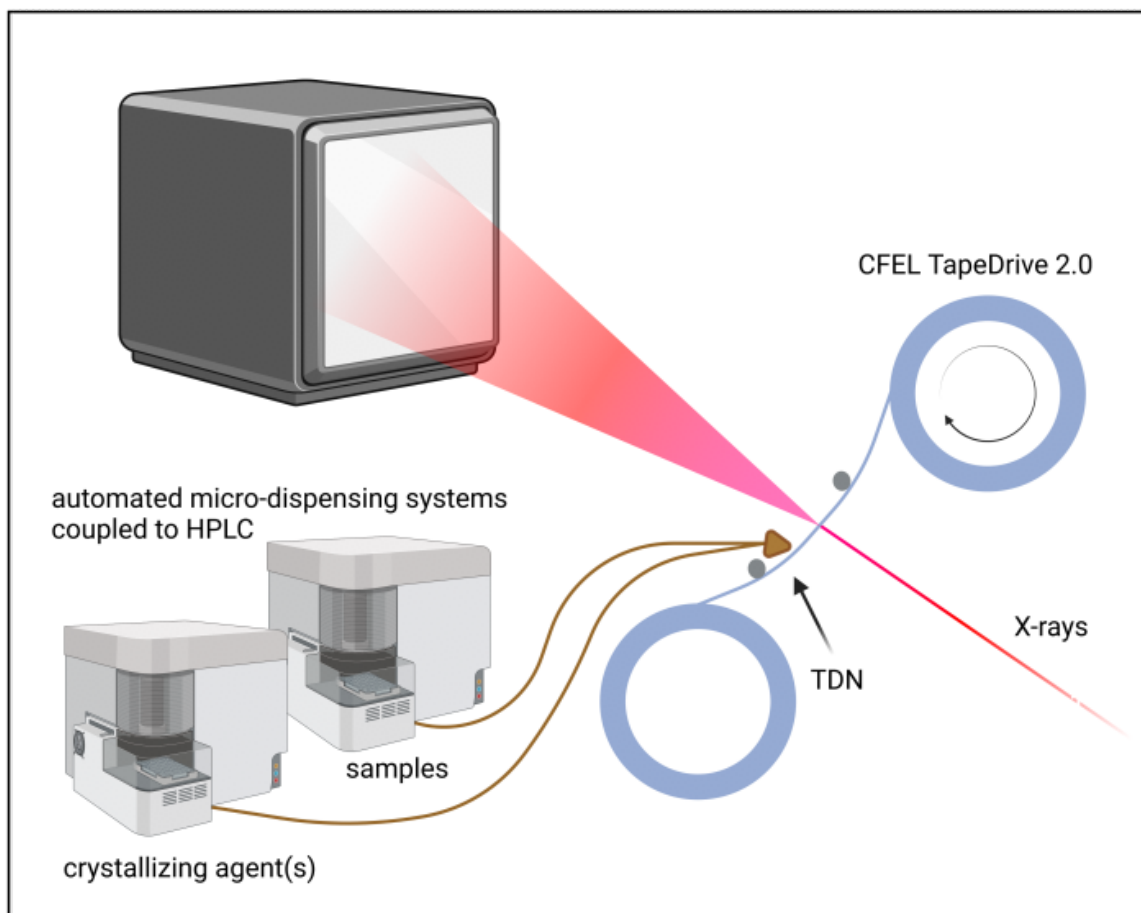 CFEL TapeDrive 2.0
automated micro-dispensing systems
coupled to HPLC
X-rays
TDN
samples
crystallizing agent(s)